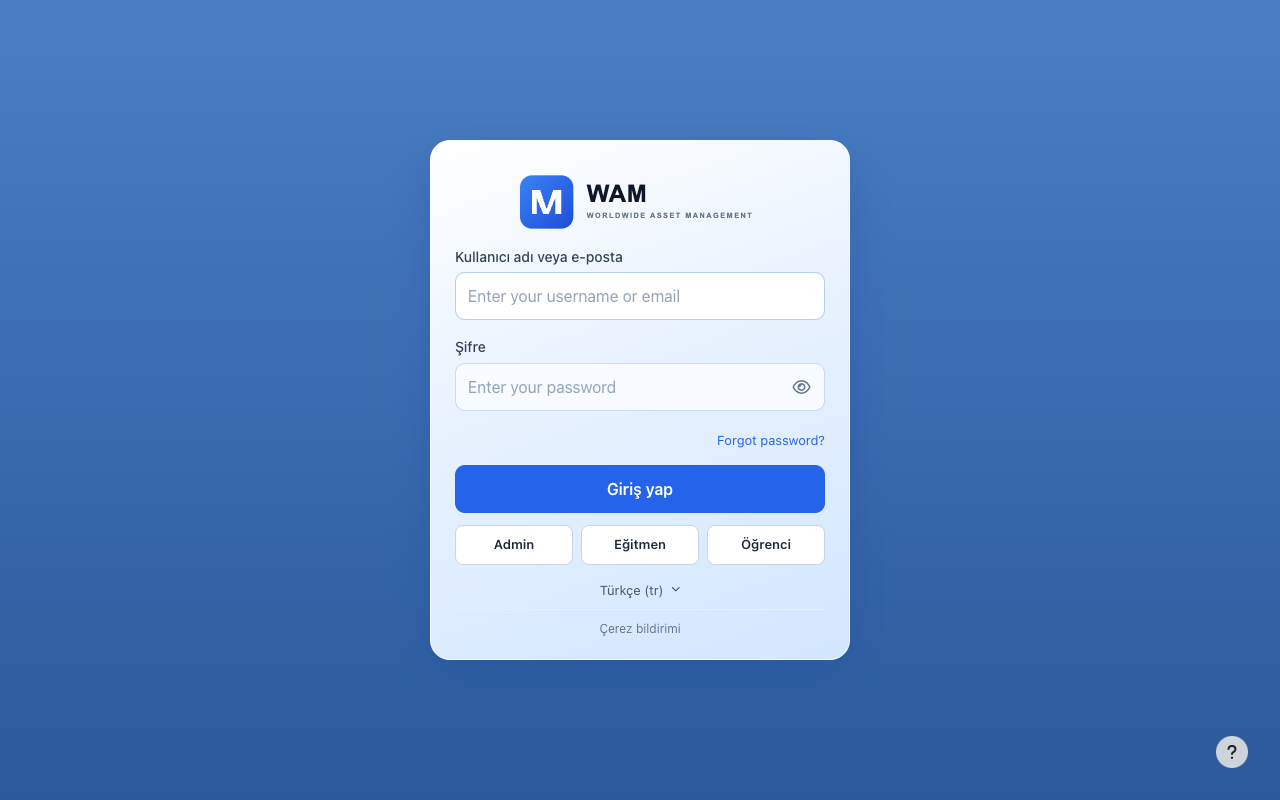 M
WAM
WORLDWIDE ASSET MANAGEMENT
Kullanıcı adı veya e-posta
Enter your username or email
Şifre
Enter your password
Forgot password?
Giriş yap
Admin
Eğitmen
Öğrenci
Türkçe (tr)
Çerez bildirimi
?